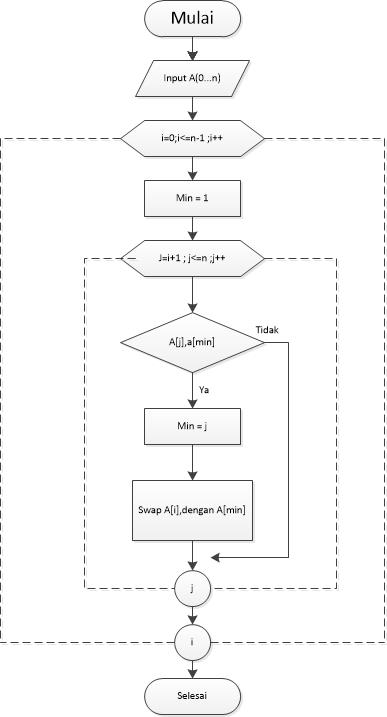 Mulai
Input A(0...n)
i=0;i<=n-1 ;i++
Min = 1
J=i+1 ; j<=n ;j++
A[j],a[min]
Tidak
Ya
Min = j
Swap A[i],dengan A[min]
j
i
Selesai